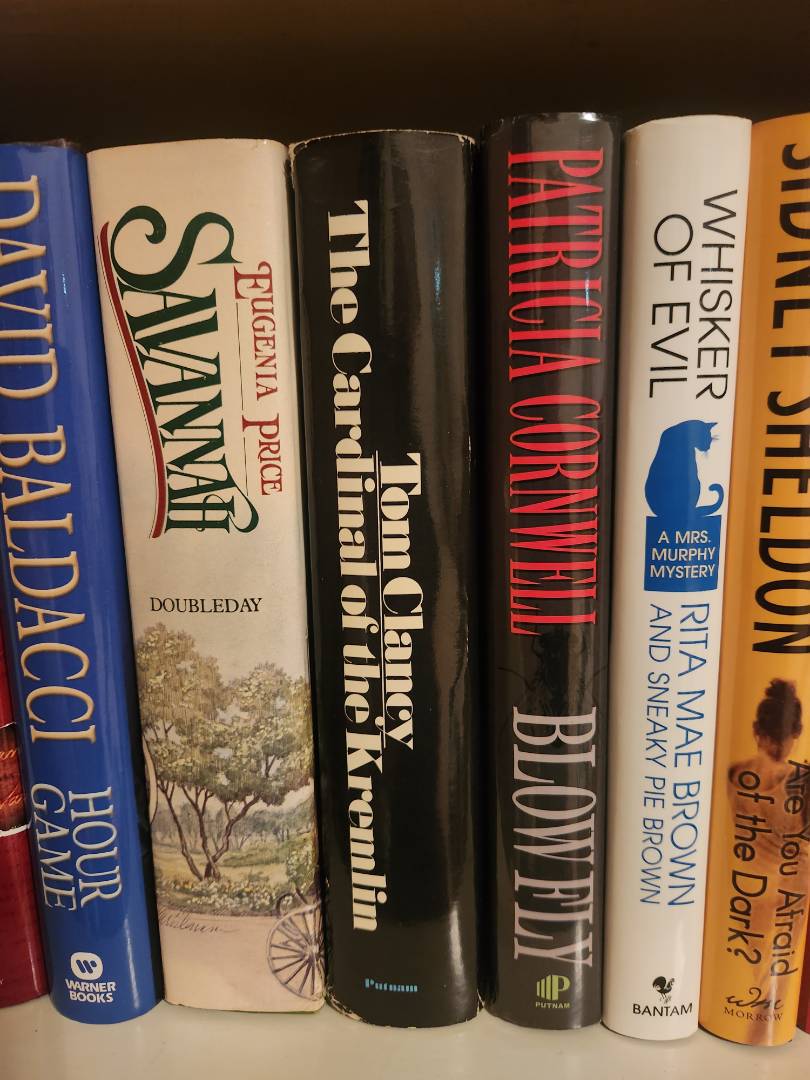 DAVID BALDACCI
HOUR
GAME
WARNER
BOOKS
EUGENIA PRICE
SAVANNAH
DOUBLEDAY
Tom Clancy
The Cardinal of the Kremlin
Putnam
PATRICIA CORNWELL
BLOW FLY
PUTNAM
WHISKER
OF EVIL
A MRS.
MURPHY
MYSTERY
RITA MAE BROWN
AND SNEAKY PIE BROWN
BANTAM
SIDNEY SHELDON
Are You Afraid
of the Dark?
wm
MORROW